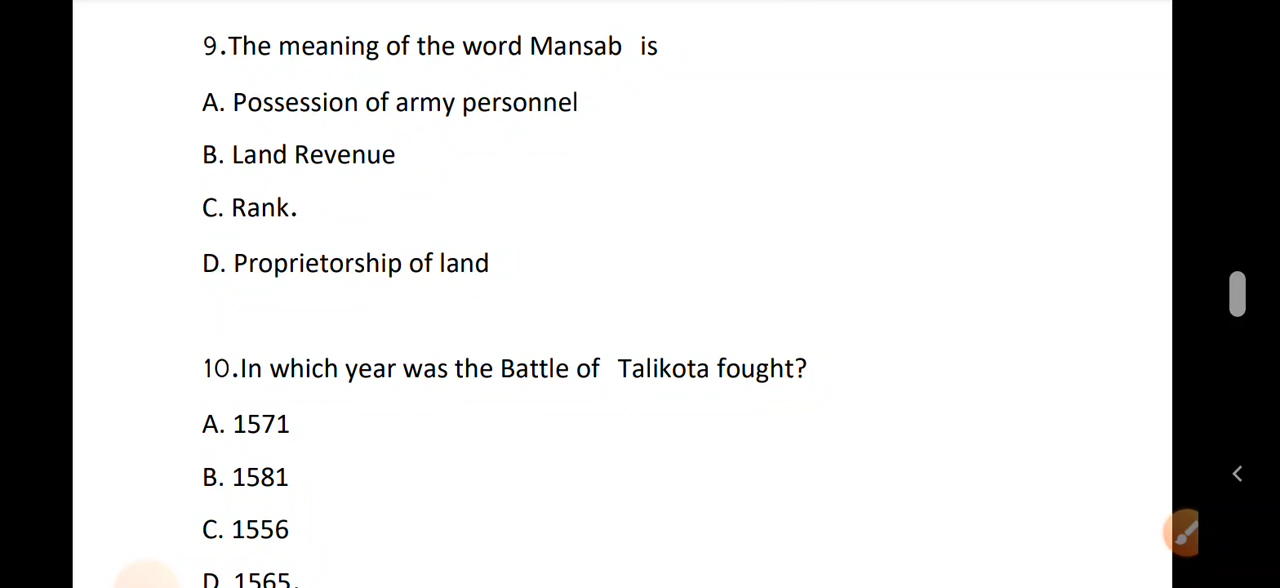 9.The meaning of the word Mansab is
A. Possession of army personnel
B. Land Revenue
C. Rank.
D. Proprietorship of land
10.In which year was the Battle of Talikota fought?
A. 1571
B. 1581
C. 1556
D. 1565.